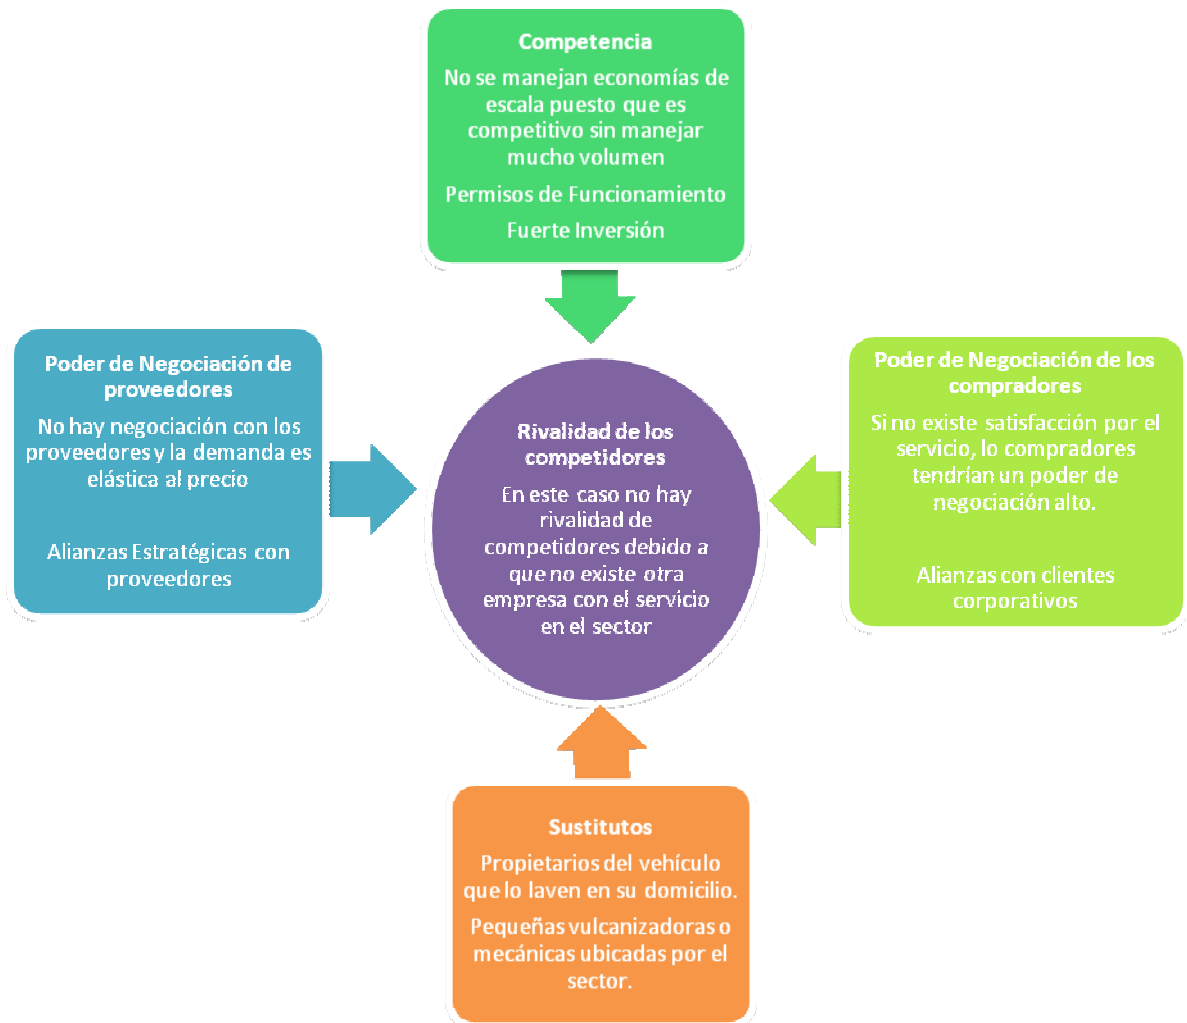 Competencia
No se manejan economías de
escala puesto que es
competitivo sin manejar
mucho volumen
Permisos de Funcionamiento
Fuerte Inversión
Poder de Negociación de
proveedores
No hay negociación con los
proveedores y la demanda es
elástica al precio
Alianzas Estratégicas con
proveedores
Rivalidad de los
competidores
En este caso no hay
rivalidad de
competidores debido a
que no existe otra
empresa con el servicio
en el sector
Poder de Negociación de los
compradores
Si no existe satisfacción por el
servicio, lo compradores
tendrían un poder de
negociación alto.
Alianzas con clientes
corporativos
Sustitutos
Propietarios del vehículo
que lo laven en su domicilio.
Pequeñas vulcanizadoras o
mecánicas ubicadas por el
sector.